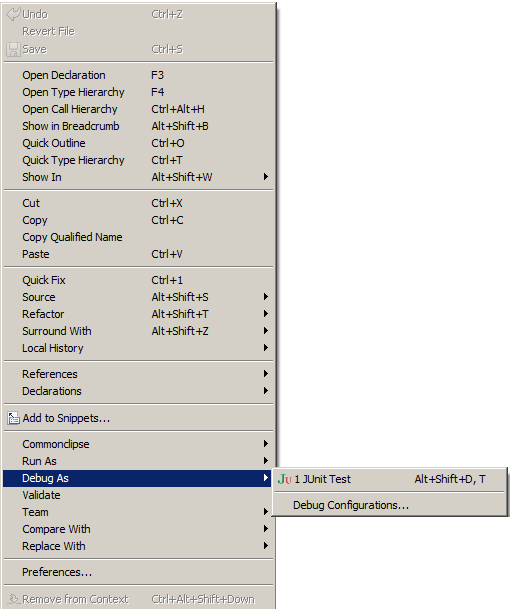 Undo Ctrl+Z
Revert File
Save Ctrl+S
Open Declaration F3
Open Type Hierarchy F4
Open Call Hierarchy Ctrl+Alt+H
Show in Breadcrumb Alt+Shift+B
Quick Outline Ctrl+O
Quick Type Hierarchy Ctrl+T
Show In Alt+Shift+W
Cut Ctrl+X
Copy Ctrl+C
Copy Qualified Name
Paste Ctrl+V
Quick Fix Ctrl+1
Source Alt+Shift+S
Refactor Alt+Shift+T
Surround With Alt+Shift+Z
Local History
References
Declarations
Add to Snippets...
Commonclipse
Run As
Debug As
Ju 1 JUnit Test Alt+Shift+D, T
Validate
Debug Configurations...
Team
Compare With
Replace With
Preferences...
Remove from Context Ctrl+Alt+Shift+Down